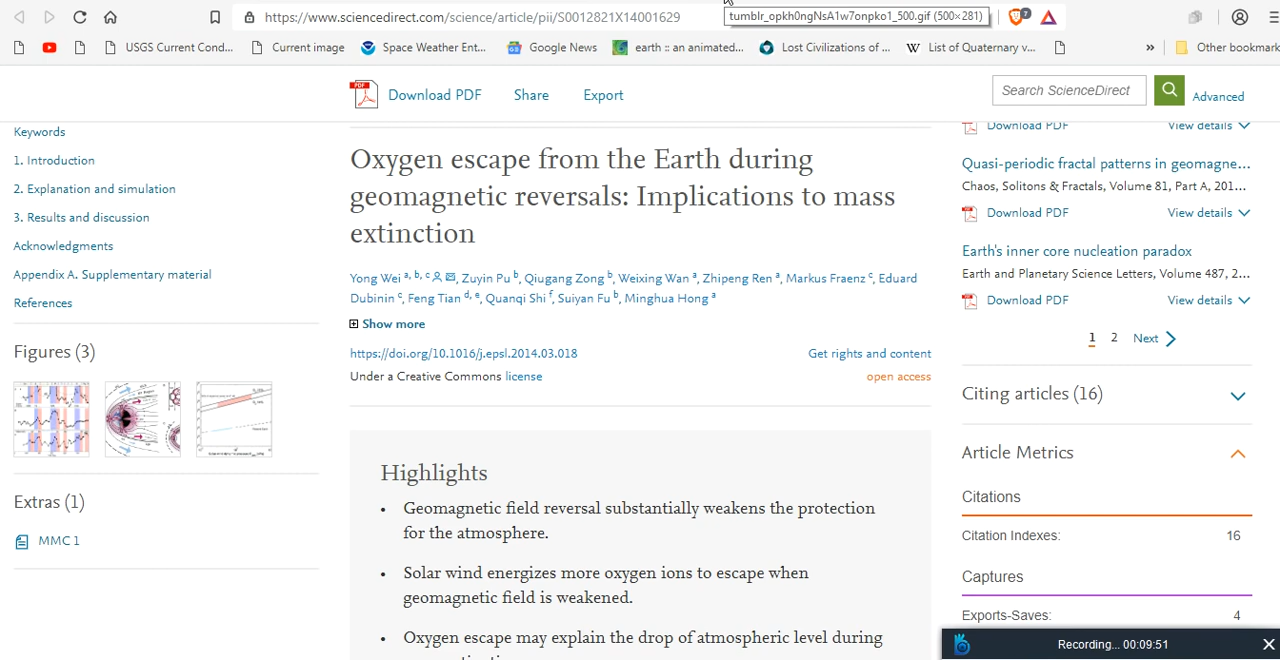 https://www.sciencedirect.com/science/article/pii/S0012821X14001629
tumblr_opkh0ngNsA1w7onpko1_500.gif (500×281)
7
USGS Current Cond...
Current image
Space Weather Ent...
Google News
earth :: an animated...
Lost Civilizations of ...
W List of Quaternary v...
»
Other bookmark
PDF
Download PDF
Share
Export
Search ScienceDirect
Advanced
Keywords
1. Introduction
2. Explanation and simulation
3. Results and discussion
Acknowledgments
Appendix A. Supplementary material
References
Figures (3)
Extras (1)
MMC 1
Oxygen escape from the Earth during
geomagnetic reversals: Implications to mass
extinction
Yong Wei a, b, c, Zuyin Pu b, Qiugang Zong b, Weixing Wan a, Zhipeng Ren a, Markus Fraenz c, Eduard
Dubinin c, Feng Tian d, e, Quanqi Shi f, Suiyan Fu b, Minghua Hong a
Show more
https://doi.org/10.1016/j.epsl.2014.03.018
Get rights and content
Under a Creative Commons license
open access
Highlights
• Geomagnetic field reversal substantially weakens the protection
for the atmosphere.
• Solar wind energizes more oxygen ions to escape when
geomagnetic field is weakened.
• Oxygen escape may explain the drop of atmospheric level during
Download PDF
View details
Quasi-periodic fractal patterns in geomagne...
Chaos, Solitons & Fractals, Volume 81, Part A, 201...
Download PDF
View details
Earth's inner core nucleation paradox
Earth and Planetary Science Letters, Volume 487, 2...
Download PDF
View details
1 2 Next
Citing articles (16)
Article Metrics
Citations
Citation Indexes: 16
Captures
Exports-Saves: 4
Recording... 00:09:51